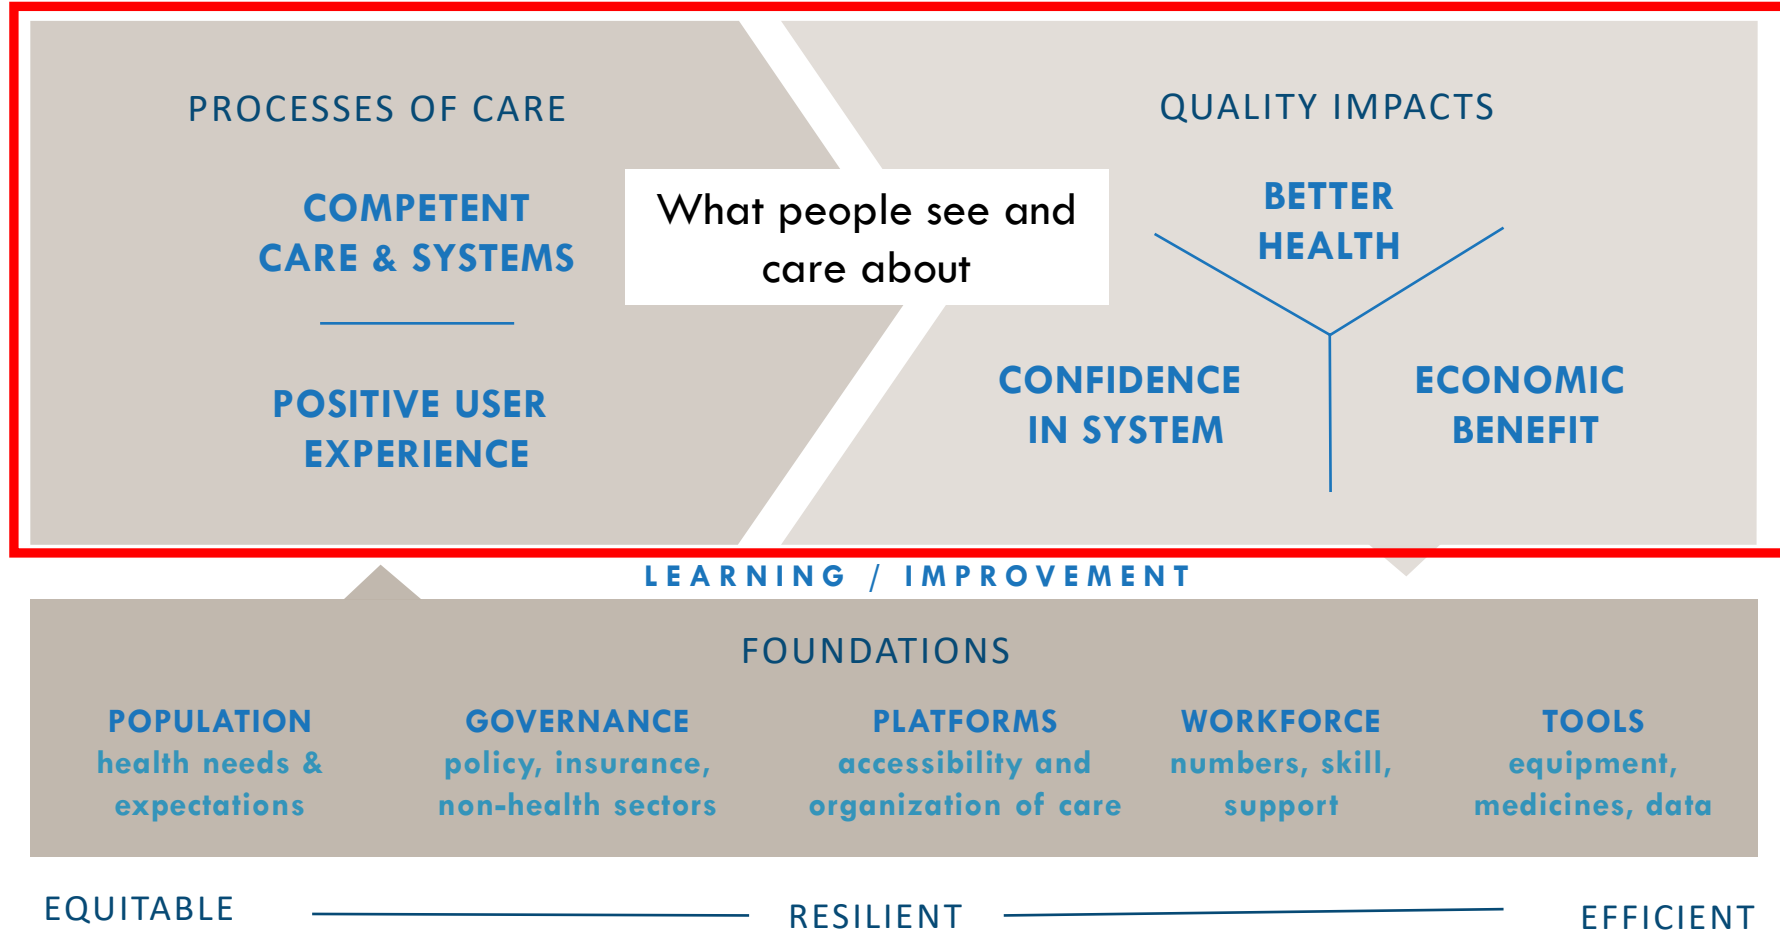 PROCESSES OF CARE
COMPETENT
CARE & SYSTEMS
POSITIVE USER
EXPERIENCE
What people see and
care about
QUALITY IMPACTS
BETTER
HEALTH
CONFIDENCE
IN SYSTEM
ECONOMIC
BENEFIT
LEARNING / IMPROVEMENT
FOUNDATIONS
POPULATION
health needs &
expectations
GOVERNANCE
policy, insurance,
non-health sectors
PLATFORMS
accessibility and
organization of care
WORKFORCE
numbers, skill,
support
TOOLS
equipment,
medicines, data
EQUITABLE
RESILIENT
EFFICIENT